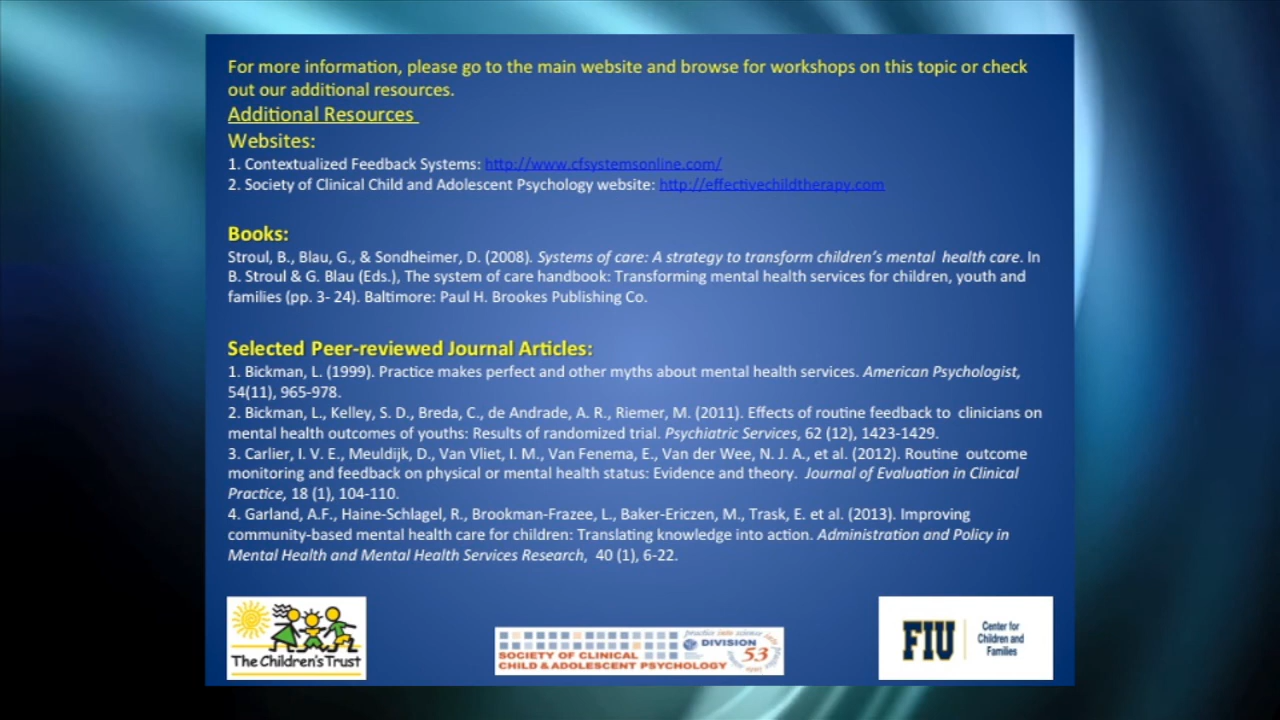 For more information, please go to the main website and browse for workshops on this topic or check
out our additional resources.
Additional Resources
Websites:
1. Contextualized Feedback Systems: http://www.cfsystemsonline.com/
2. Society of Clinical Child and Adolescent Psychology website: http://effectivechildtherapy.com
Books:
Stroul, B., Blau, G., & Sondheimer, D. (2008). Systems of care: A strategy to transform children's mental health care. In
B. Stroul & G. Blau (Eds.), The system of care handbook: Transforming mental health services for children, youth and
families (pp. 3- 24). Baltimore: Paul H. Brookes Publishing Co.
Selected Peer-reviewed Journal Articles:
1. Bickman, L. (1999). Practice makes perfect and other myths about mental health services. American Psychologist,
54(11), 965-978.
2. Bickman, L., Kelley, S. D., Breda, C., de Andrade, A. R., Riemer, M. (2011). Effects of routine feedback to clinicians on
mental health outcomes of youths: Results of randomized trial. Psychiatric Services, 62 (12), 1423-1429.
3. Carlier, I. V. E., Meuldijk, D., Van Vliet, I. M., Van Fenema, E., Van der Wee, N. J. A., et al. (2012). Routine outcome
monitoring and feedback on physical or mental health status: Evidence and theory. Journal of Evaluation in Clinical
Practice, 18 (1), 104-110.
4. Garland, A.F., Haine-Schlagel, R., Brookman-Frazee, L., Baker-Ericzen, M., Trask, E. et al. (2013). Improving
community-based mental health care for children: Translating knowledge into action. Administration and Policy in
Mental Health and Mental Health Services Research, 40 (1), 6-22.
The Children's Trust
practice into science
DIVISION
53
SOCIETY OF CLINICAL
CHILD & ADOLESCENT PSYCHOLOGY
FIU
Center for
Children and
Families